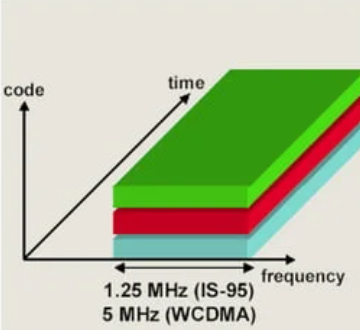 time
code
frequency
1.25 MHz (IS-95)
5 MHz (WCDMA)